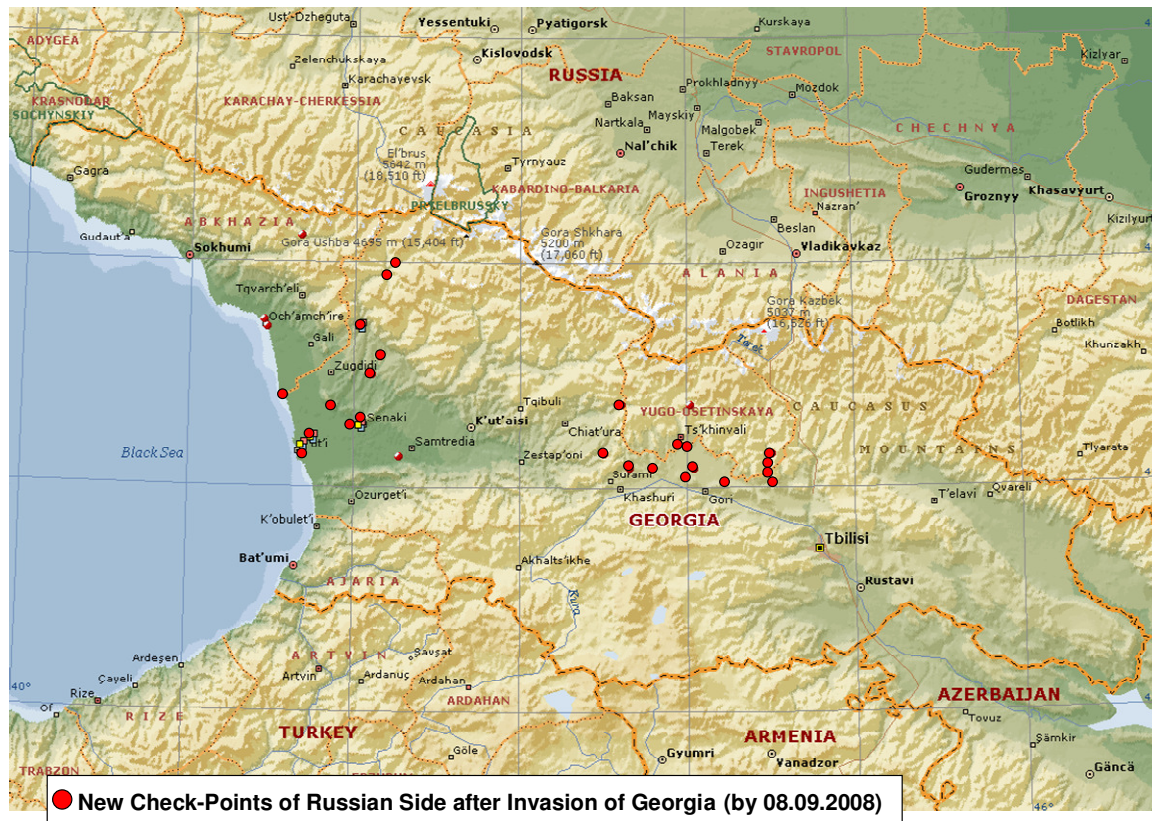 Ust'-Dzheguta
Yessentuki
Pyatigorsk
Kurskaya
ADYGEA
Zelenchukskaya
Kislovodsk
STAVROPOL
Kizlyar
RUSSIA
Karachayevsk
Prokhladnyy
Mozdok
KRASNODAR
KARACHAY-CHERKESSIA
Baksan
SOCHYNSKIY
Mayskiy
CAUCASIA
Nartkala
Malgobek
CHECHNYA
Nal'chik
Terek
El'brus
5642 m
(18,510 ft)
Tyrnyauz
Gagra
Gudermes
KABARDINO-BALKARIA
INGUSHETIA
Groznyy
Khasavyurt
PRIELBRUSSKY
Nazran'
ABKHAZIA
Kizilyurt
Beslan
Gudaut'a
Gora Ushba 4695 m (15,404 ft)
Gora Shkhara
5200 m
(17,060 ft)
Sokhumi
Ozagir
Vladikavkaz
ALANIA
Tqvarch'eli
Gora Kazbek
5037 m
(16,526 ft)
DAGESTAN
Och'amch'ire
Botlikh
Gali
Terek
Khunzakh
Zugdidi
Tqibuli
YUGO-OSETINSKAYA
CAUCASUS
Senaki
K'ut'aisi
Chiat'ura
Ts'khinvali
Samtredia
MOUNTAINS
Tlyarata
Black Sea
Zestap'oni
Surami
Khashuri
Gori
Qvareli
T'elavi
Ozurget'i
K'obulet'i
GEORGIA
Tbilisi
Bat'umi
Akhalts'ikhe
AJARIA
Rustavi
Kura
Ardeşen
ARTVIN
Şavşat
Artvin
Ardanuç
Ardahan
Çayeli
40°
Rize
ARDAHAN
AZERBAIJAN
Of
RIZE
Tovuz
TURKEY
ARMENIA
Şämkir
Göle
Gyumri
Vanadzor
Gäncä
TRABZON
46°
New Check-Points of Russian Side after Invasion of Georgia (by 08.09.2008)